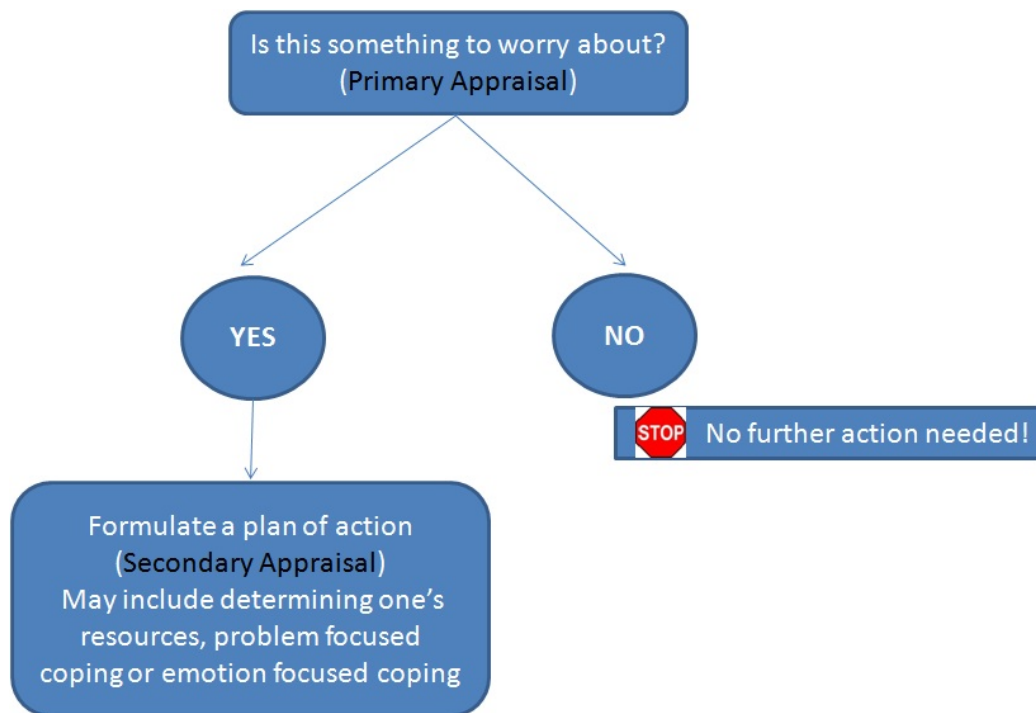 Is this something to worry about?
(Primary Appraisal)
YES
NO
STOP No further action needed!
Formulate a plan of action
(Secondary Appraisal)
May include determining one’s
resources, problem focused
coping or emotion focused coping